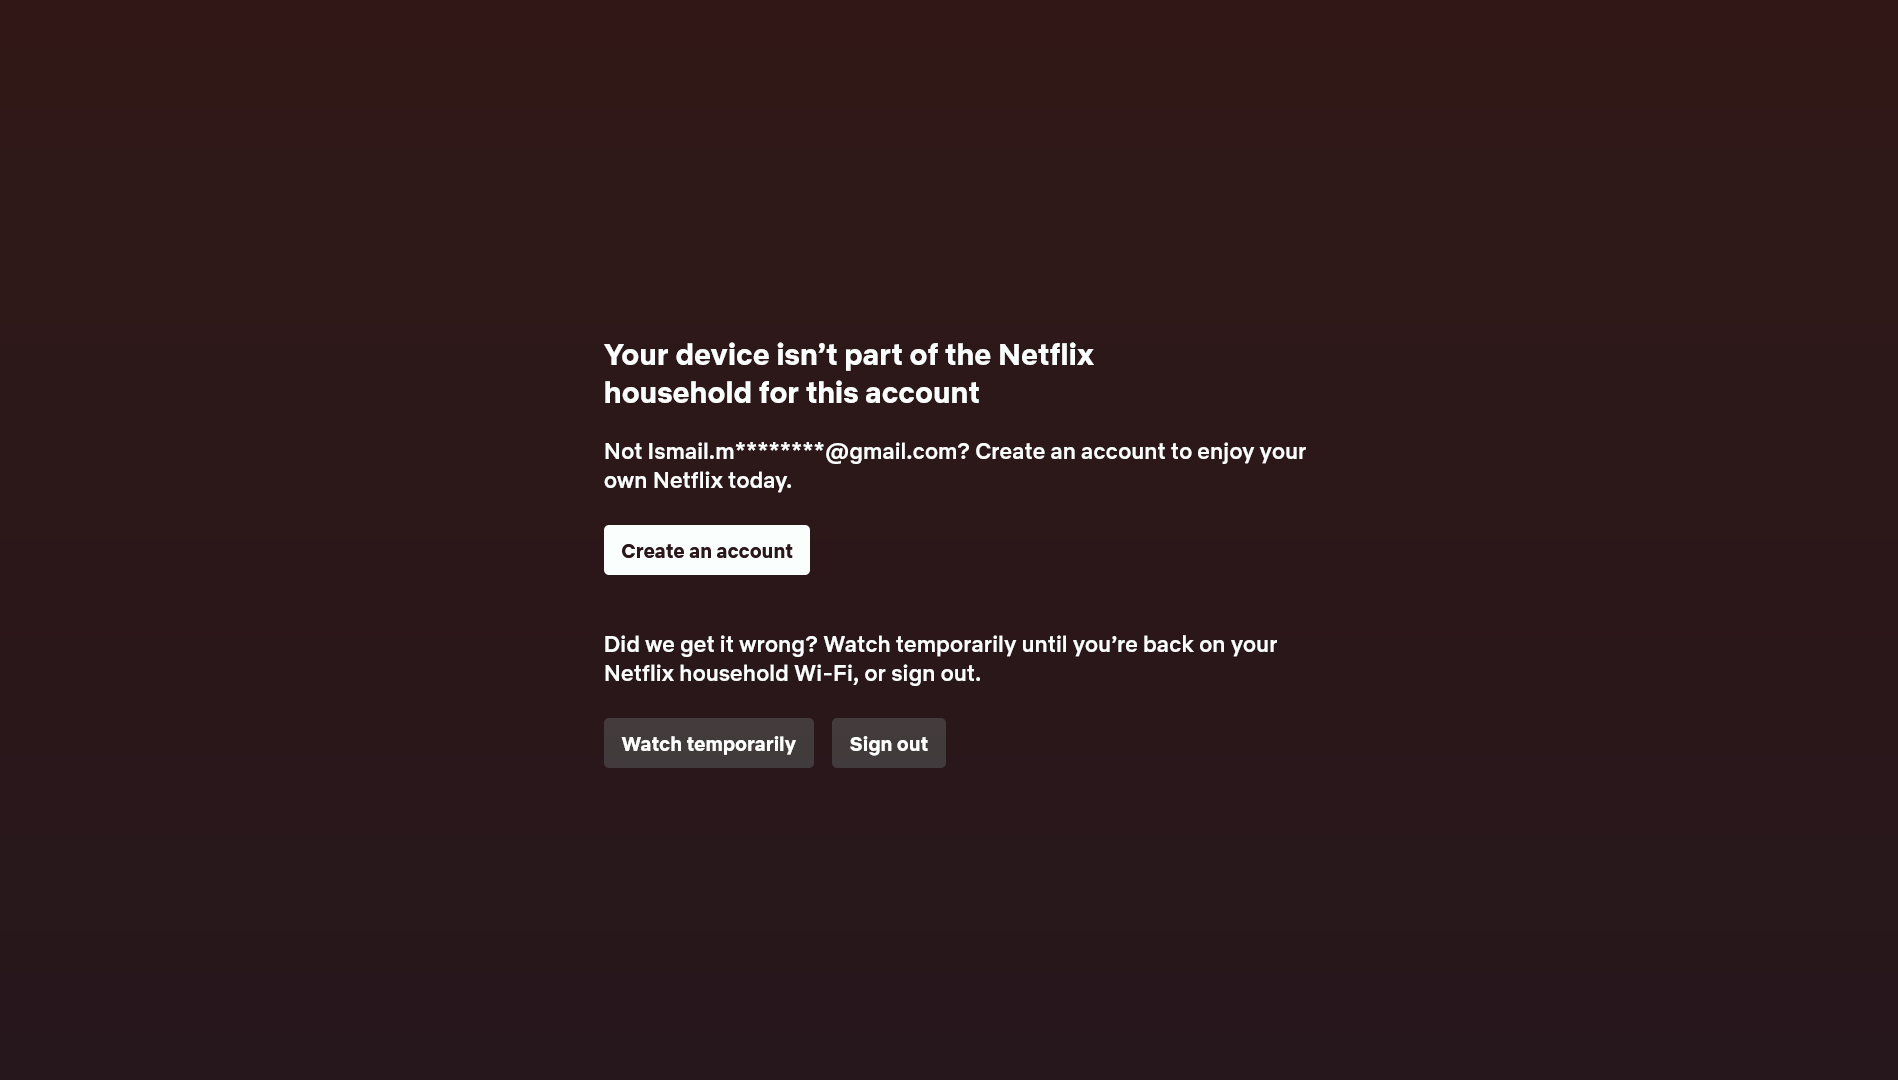 Your device isn’t part of the Netflix
household for this account
Not Ismail.m********@gmail.com? Create an account to enjoy your
own Netflix today.
Create an account
Did we get it wrong? Watch temporarily until you’re back on your
Netflix household Wi-Fi, or sign out.
Watch temporarily
Sign out